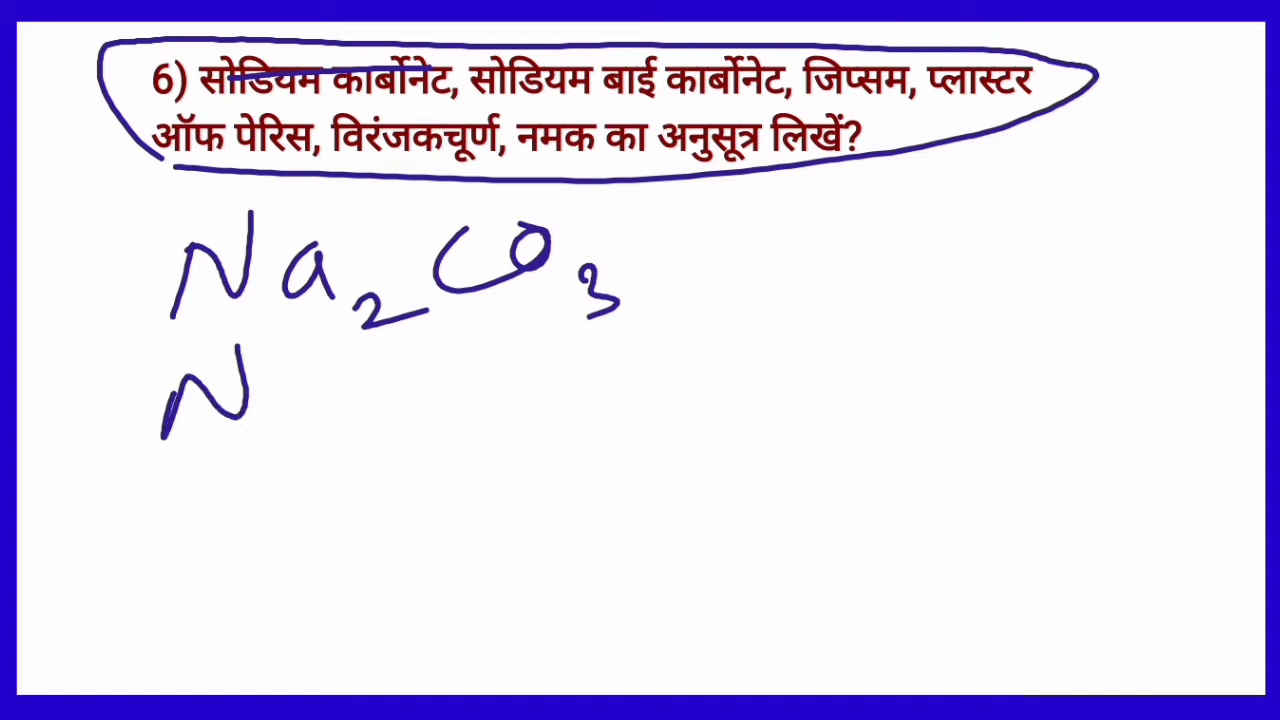 6) सोडियम कार्बोनेट, सोडियम बाई कार्बोनेट, जिप्सम, प्लास्टर
ऑफ पेरिस, विरंजकचूर्ण, नमक का अनुसूत्र लिखें?
Na₂CO₃
N